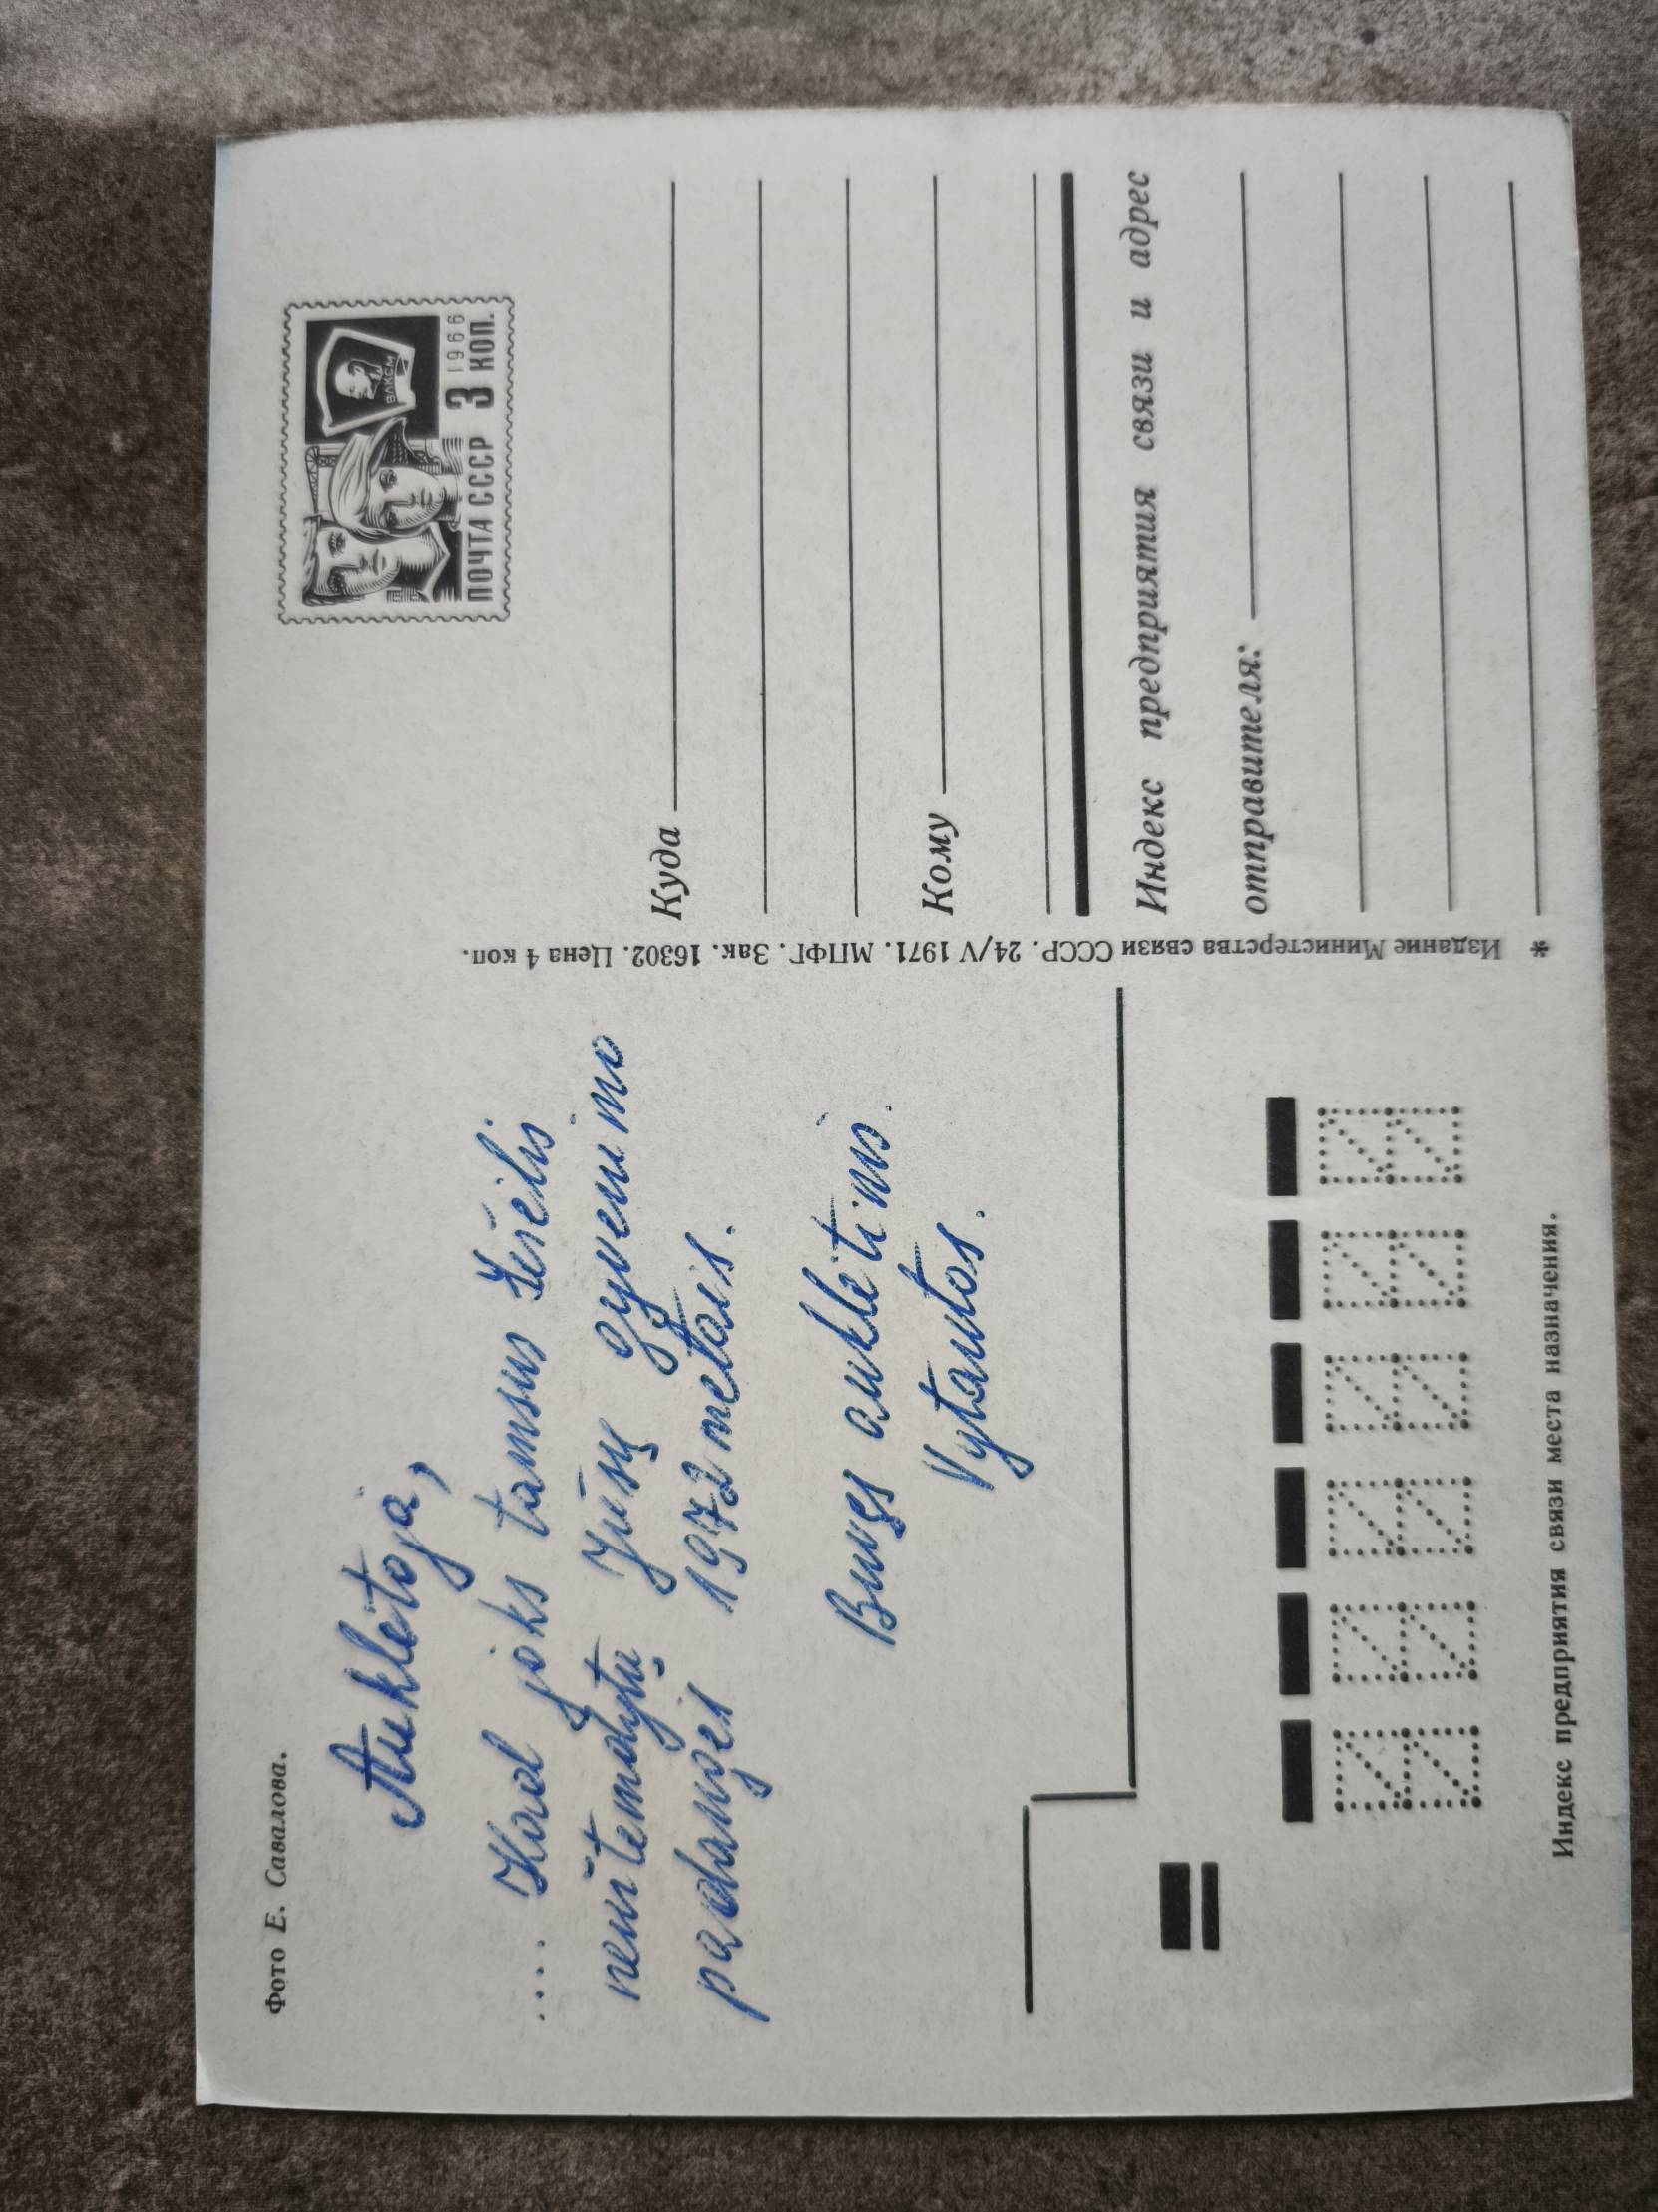 Фото Е. Савалова.
Auklėtoja,
... Kad joks tamsus šešėlis
neužtemdytų Jūsų gyvenimo
padangės 1972 metais.
Buvęs auklėtinis
Vytautas.
Издание Министерства связи СССР. 24/V 1971. МПФГ. Зак. 16302. Цена 4 коп.
*
ВЛКСМ
1966
ПОЧТА СССР 3 КОП.
Куда
Кому
Индекс предприятия связи и адрес
отправителя:
Индекс предприятия связи места назначения.